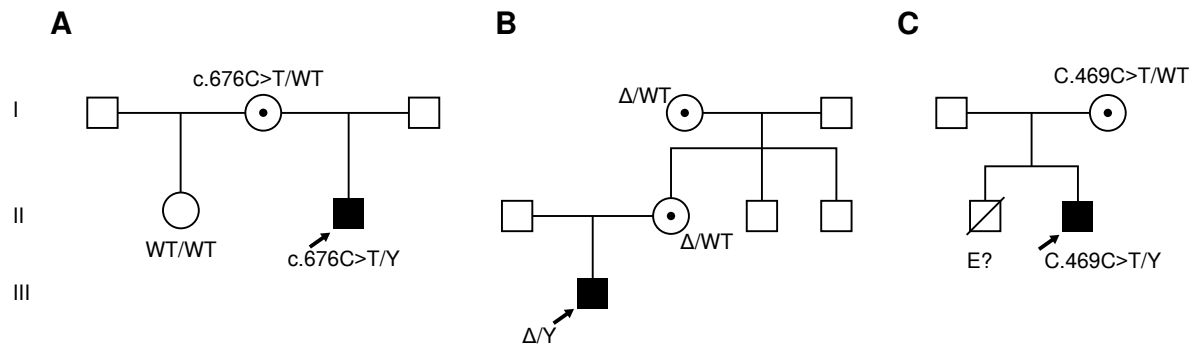 A
B
C
c.676C>T/WT
C.469C>T/WT
Δ/WT
I
II
WT/WT
c.676C>T/Y
Δ/WT
E?
C.469C>T/Y
III
Δ/Y